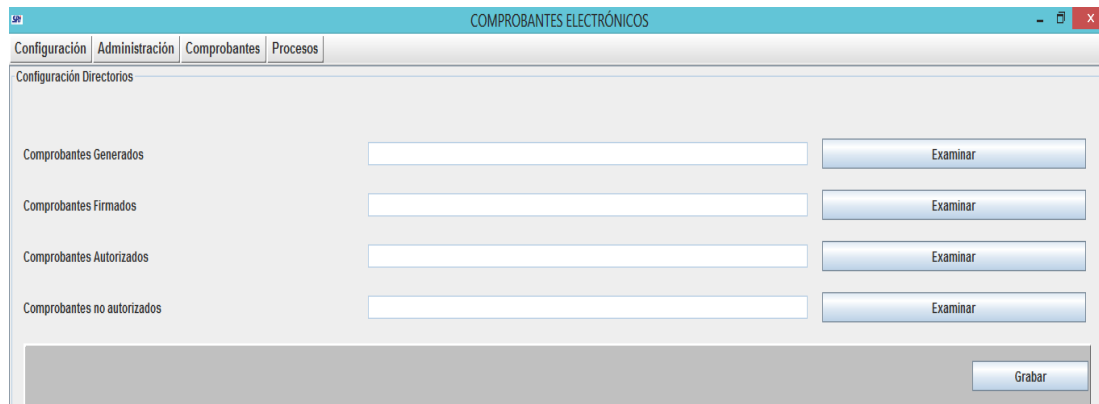 SRI COMPROBANTES ELECTRÓNICOS
Configuración Administración Comprobantes Procesos
Configuración Directorios
Comprobantes Generados Examinar
Comprobantes Firmados Examinar
Comprobantes Autorizados Examinar
Comprobantes no autorizados Examinar
Grabar